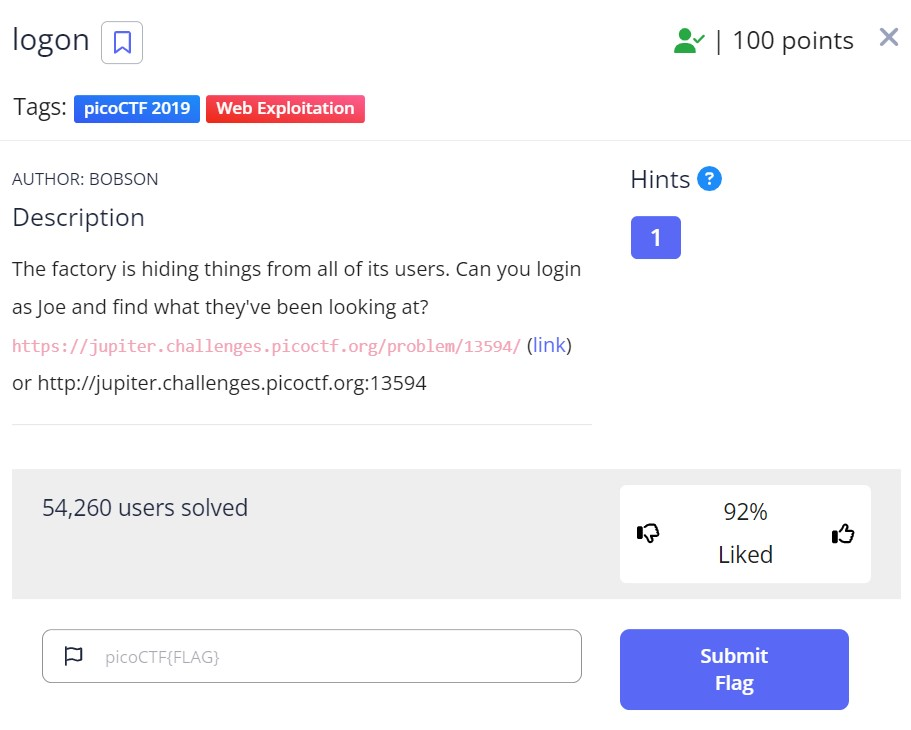 logon
| 100 points
Tags: picoCTF 2019 Web Exploitation
AUTHOR: BOBSON
Description
The factory is hiding things from all of its users. Can you login
as Joe and find what they've been looking at?
https://jupiter.challenges.picoctf.org/problem/13594/ (link)
or http://jupiter.challenges.picoctf.org:13594
Hints ?
1
54,260 users solved
92%
Liked
picoCTF{FLAG}
Submit
Flag